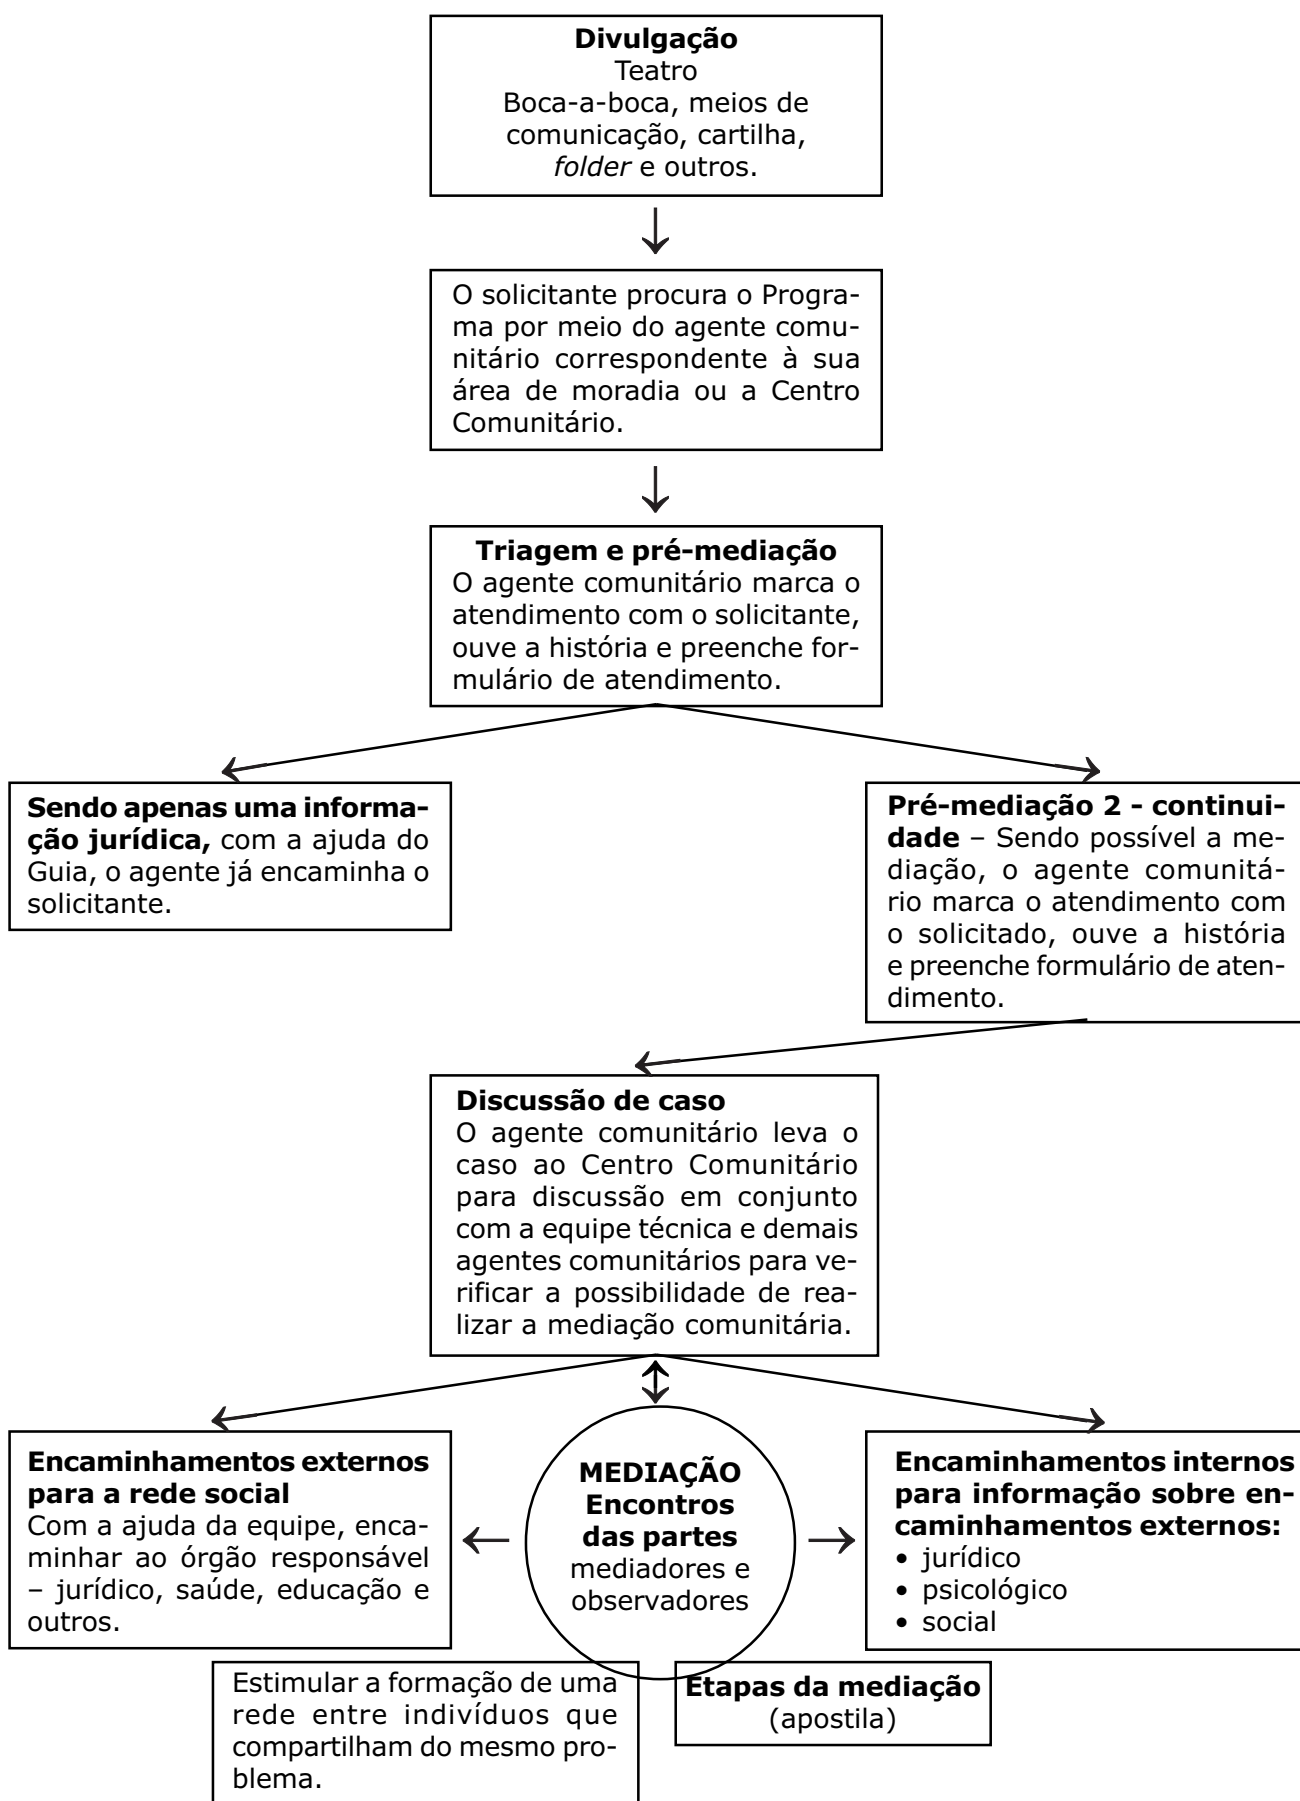 Divulgação
Teatro
Boca-a-boca, meios de
comunicação, cartilha,
folder e outros.
O solicitante procura o Progra-
ma por meio do agente comu-
nitário correspondente à sua
área de moradia ou a Centro
Comunitário.
Triagem e pré-mediação
O agente comunitário marca o
atendimento com o solicitante,
ouve a história e preenche for-
mulário de atendimento.
Sendo apenas uma informa-
ção jurídica, com a ajuda do
Guia, o agente já encaminha o
solicitante.
Pré-mediação 2 - continui-
dade – Sendo possível a me-
diação, o agente comunitá-
rio marca o atendimento com
o solicitado, ouve a história
e preenche formulário de aten-
dimento.
Discussão de caso
O agente comunitário leva o
caso ao Centro Comunitário
para discussão em conjunto
com a equipe técnica e demais
agentes comunitários para ve-
rificar a possibilidade de rea-
lizar a mediação comunitária.
Encaminhamentos externos
para a rede social
Com a ajuda da equipe, enca-
minhar ao órgão responsável
– jurídico, saúde, educação e
outros.
MEDIAÇÃO
Encontros
das partes
mediadores e
observadores
Encaminhamentos internos
para informação sobre en-
caminhamentos externos:
• jurídico
• psicológico
• social
Estimular a formação de uma
rede entre indivíduos que
compartilham do mesmo pro-
blema.
Etapas da mediação
(apostila)